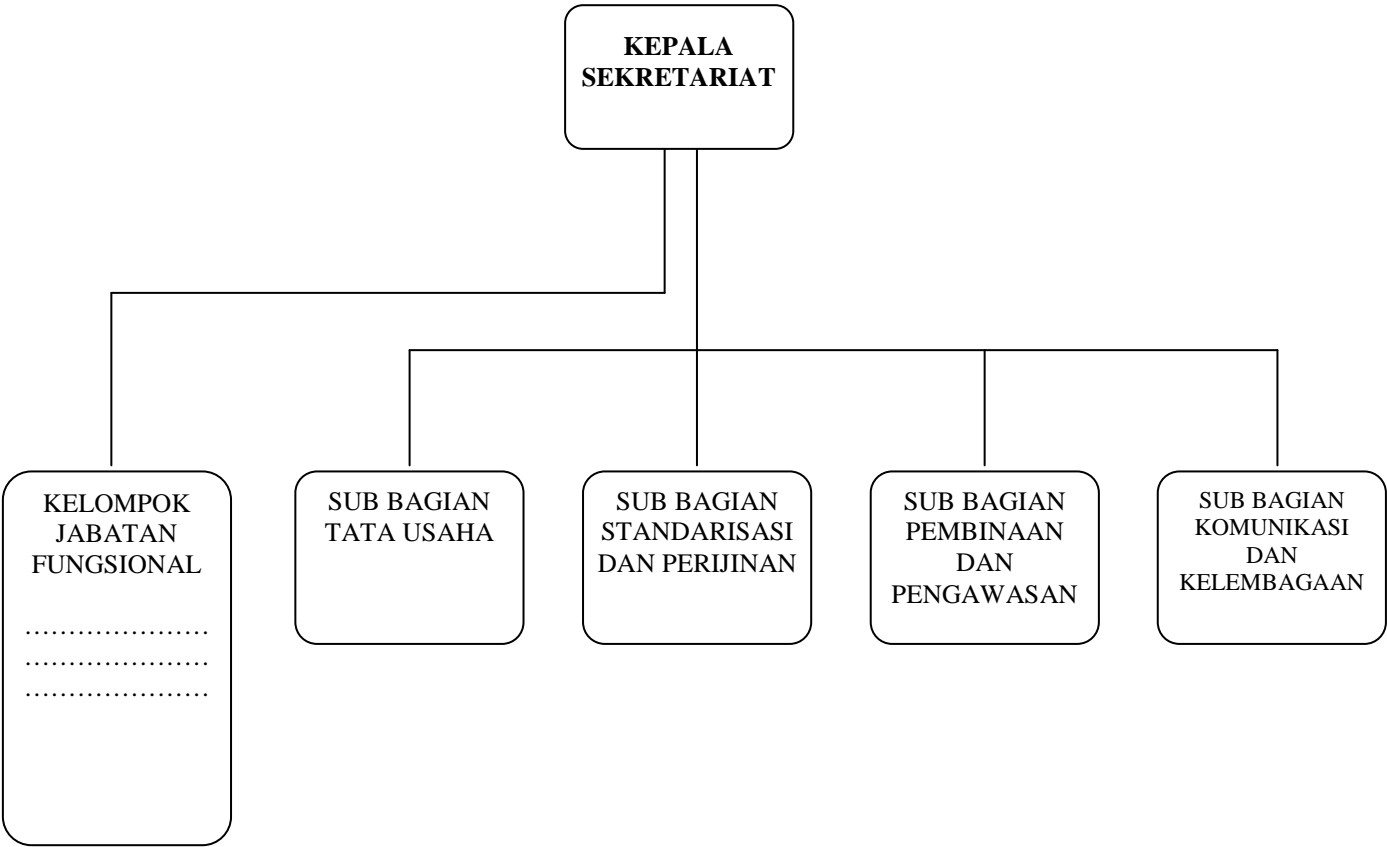 KEPALA
SEKRETARIAT
KELOMPOK
JABATAN
FUNGSIONAL
…………………
…………………
…………………
SUB BAGIAN
TATA USAHA
SUB BAGIAN
STANDARISASI
DAN PERIJINAN
SUB BAGIAN
PEMBINAAN
DAN
PENGAWASAN
SUB BAGIAN
KOMUNIKASI
DAN
KELEMBAGAAN